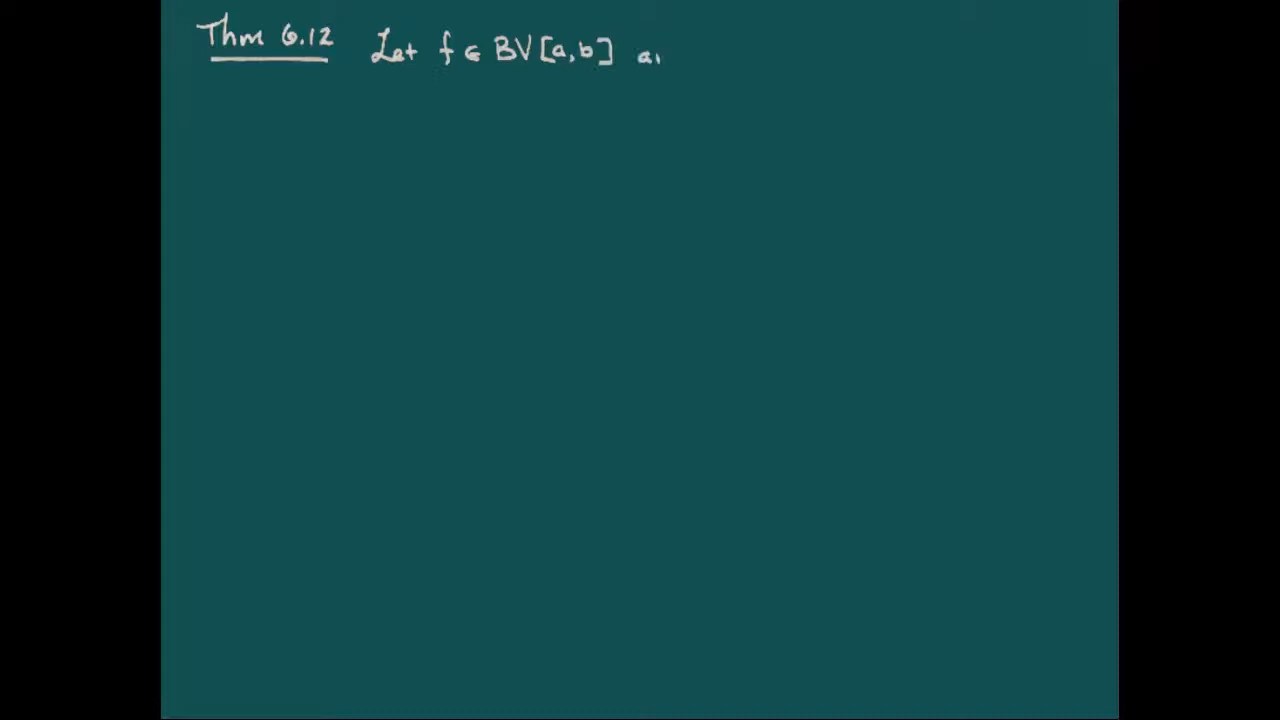 Thm 6.12 Let f ∈ BV[a,b]